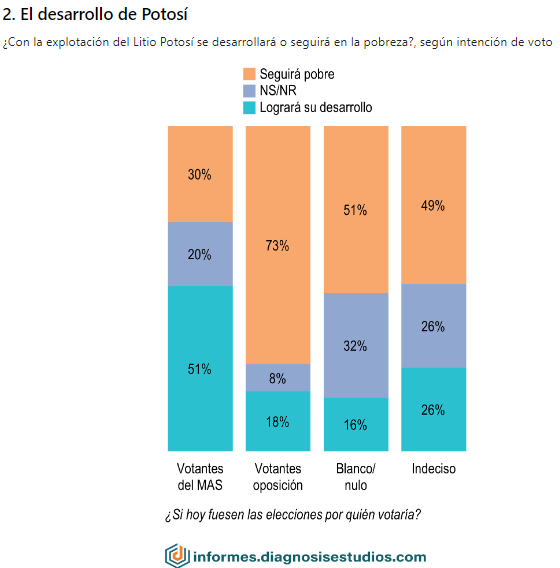 2. El desarrollo de Potosí
¿Con la explotación del Litio Potosí se desarrollará o seguirá en la pobreza?, según intención de voto
Seguirá pobre
NS/NR
Logrará su desarrollo
30%
20%
51%
73%
8%
18%
51%
32%
16%
49%
26%
26%
Votantes
del MAS
Votantes
oposición
Blanco/
nulo
Indeciso
¿Si hoy fuesen las elecciones por quién votaría?
informes.diagnosisestudios.com